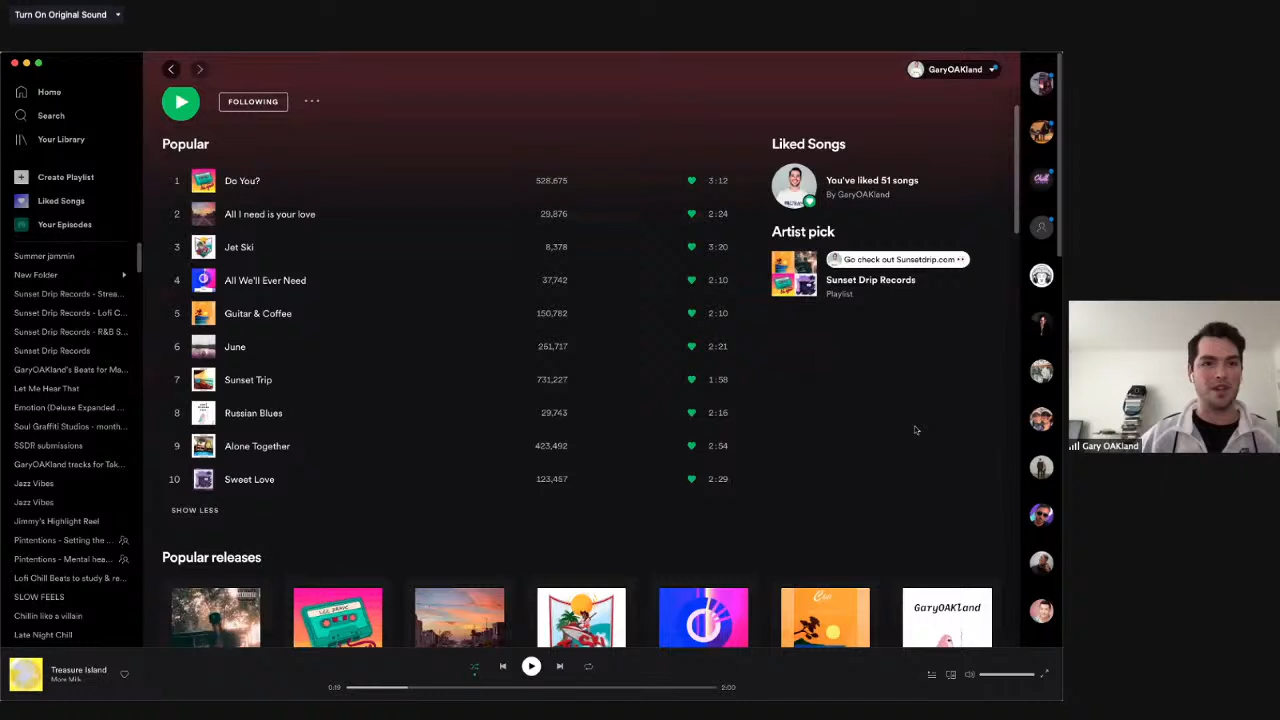 Turn On Original Sound
GaryOAKland
Home
Search
Your Library
Create Playlist
Liked Songs
Your Episodes
Summer jammin
New Folder
Sunset Drip Records - Strea...
Sunset Drip Records - Lofi C...
Sunset Drip Records - R&B S...
Sunset Drip Records
GaryOAKland's Beats for Ma...
Let Me Hear That
Emotion (Deluxe Expanded ...
Soul Graffiti Studios - month...
SSDR submissions
GaryOAKland tracks for Tak...
Jazz Vibes
Jazz Vibes
Jimmy's Highlight Reel
Pintentions - Setting the ...
Pintentions - Mental hea...
Lofi Chill Beats to study & re...
SLOW FEELS
Chillin like a villain
Late Night Chill
FOLLOWING
Popular
1 Do You? 528,675 3:12
2 All I need is your love 29,876 2:24
3 Jet Ski 8,378 3:20
4 All We'll Ever Need 37,742 2:10
5 Guitar & Coffee 150,782 2:10
6 June 261,717 2:21
7 Sunset Trip 731,227 1:58
8 Russian Blues 29,743 2:16
9 Alone Together 423,492 2:54
10 Sweet Love 123,457 2:29
SHOW LESS
Liked Songs
You've liked 51 songs
By GaryOAKland
Artist pick
Go check out Sunsetdrip.com
Sunset Drip Records
Playlist
Popular releases
SKI
GaryOAKland
Chill
Gary OAKland
Treasure Island
More Milk
0:19
2:00